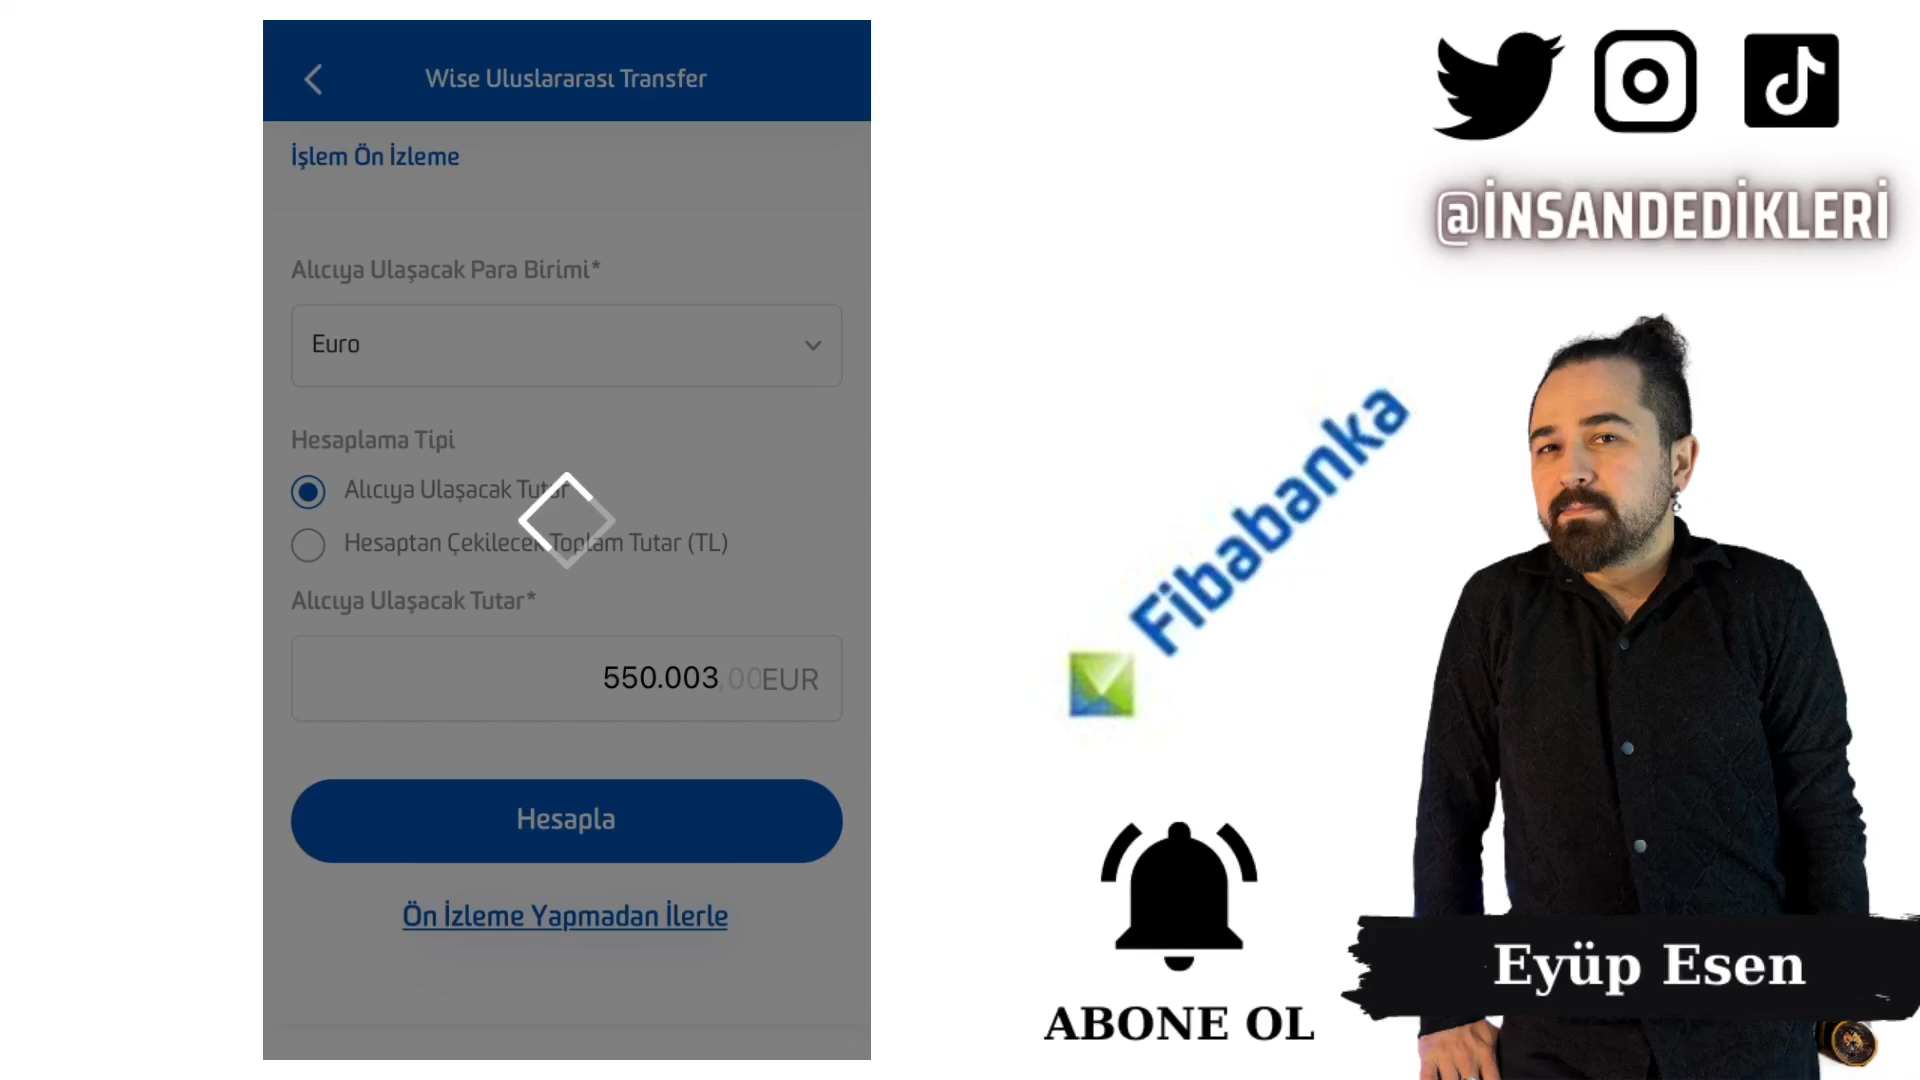 Wise Uluslararası Transfer
İşlem Ön İzleme
Alıcıya Ulaşacak Para Birimi*
Euro
Hesaplama Tipi
Alıcıya Ulaşacak Tutar
Hesaptan Çekilecek Toplam Tutar (TL)
Alıcıya Ulaşacak Tutar*
550.003,00EUR
Hesapla
Ön İzleme Yapmadan İlerle
@İNSANDEDİKLERİ
Fibabanka
ABONE OL
Eyüp Esen